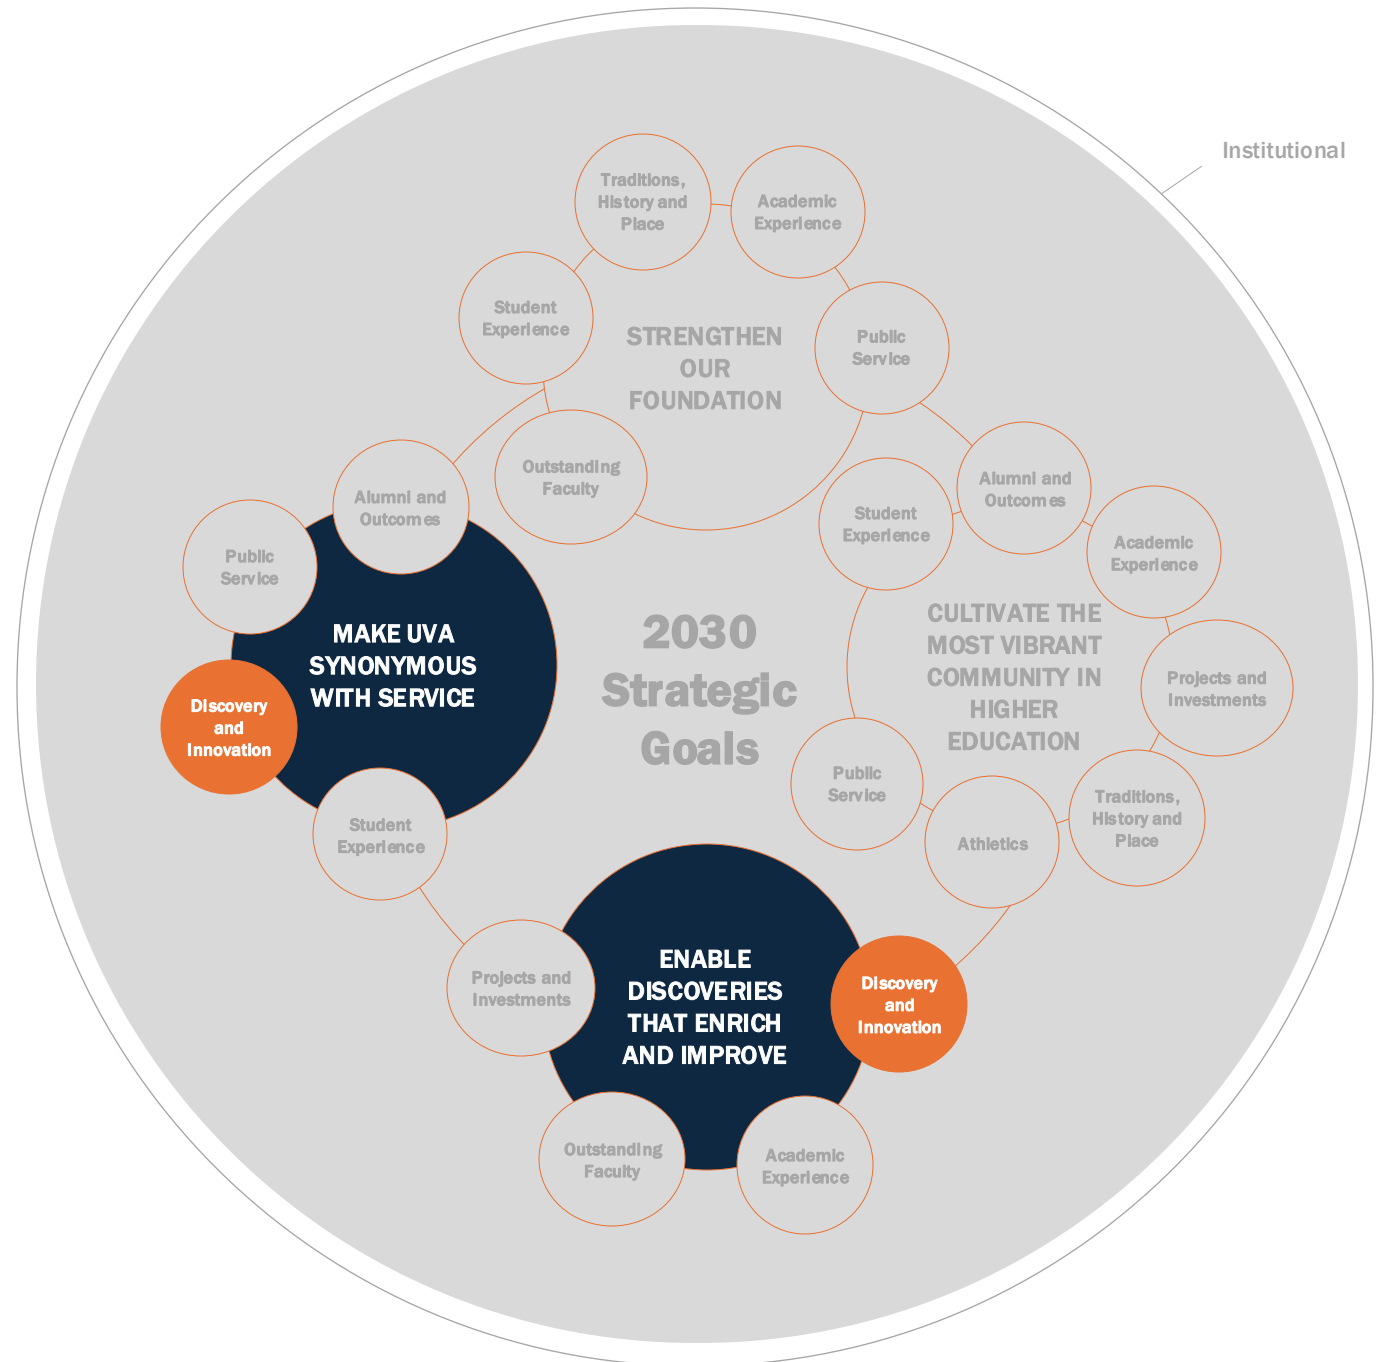 Institutional
Traditions,
History and
Place
Academic
Experience
Student
Experience
STRENGTHEN
OUR
FOUNDATION
Public
Service
Outstanding
Faculty
Alumni and
Outcomes
Public
Service
MAKE UVA
SYNONYMOUS
WITH SERVICE
Discovery
and
Innovation
Student
Experience
2030
Strategic
Goals
Student
Experience
Alumni and
Outcomes
Academic
Experience
CULTIVATE THE
MOST VIBRANT
COMMUNITY IN
HIGHER
EDUCATION
Projects and
Investments
Public
Service
Athletics
Traditions,
History and
Place
Projects and
Investments
ENABLE
DISCOVERIES
THAT ENRICH
AND IMPROVE
Discovery
and
Innovation
Outstanding
Faculty
Academic
Experience